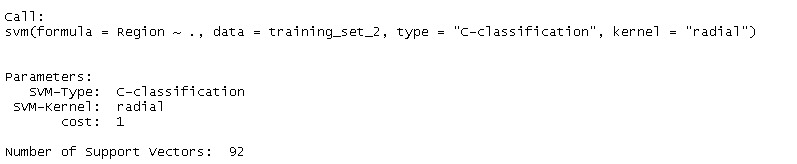 Call:
svm(formula = Region ~ ., data = training_set_2, type = "C-classification", kernel = "radial")
Parameters:
SVM-Type: C-classification
SVM-Kernel: radial
cost: 1
Number of Support Vectors: 92